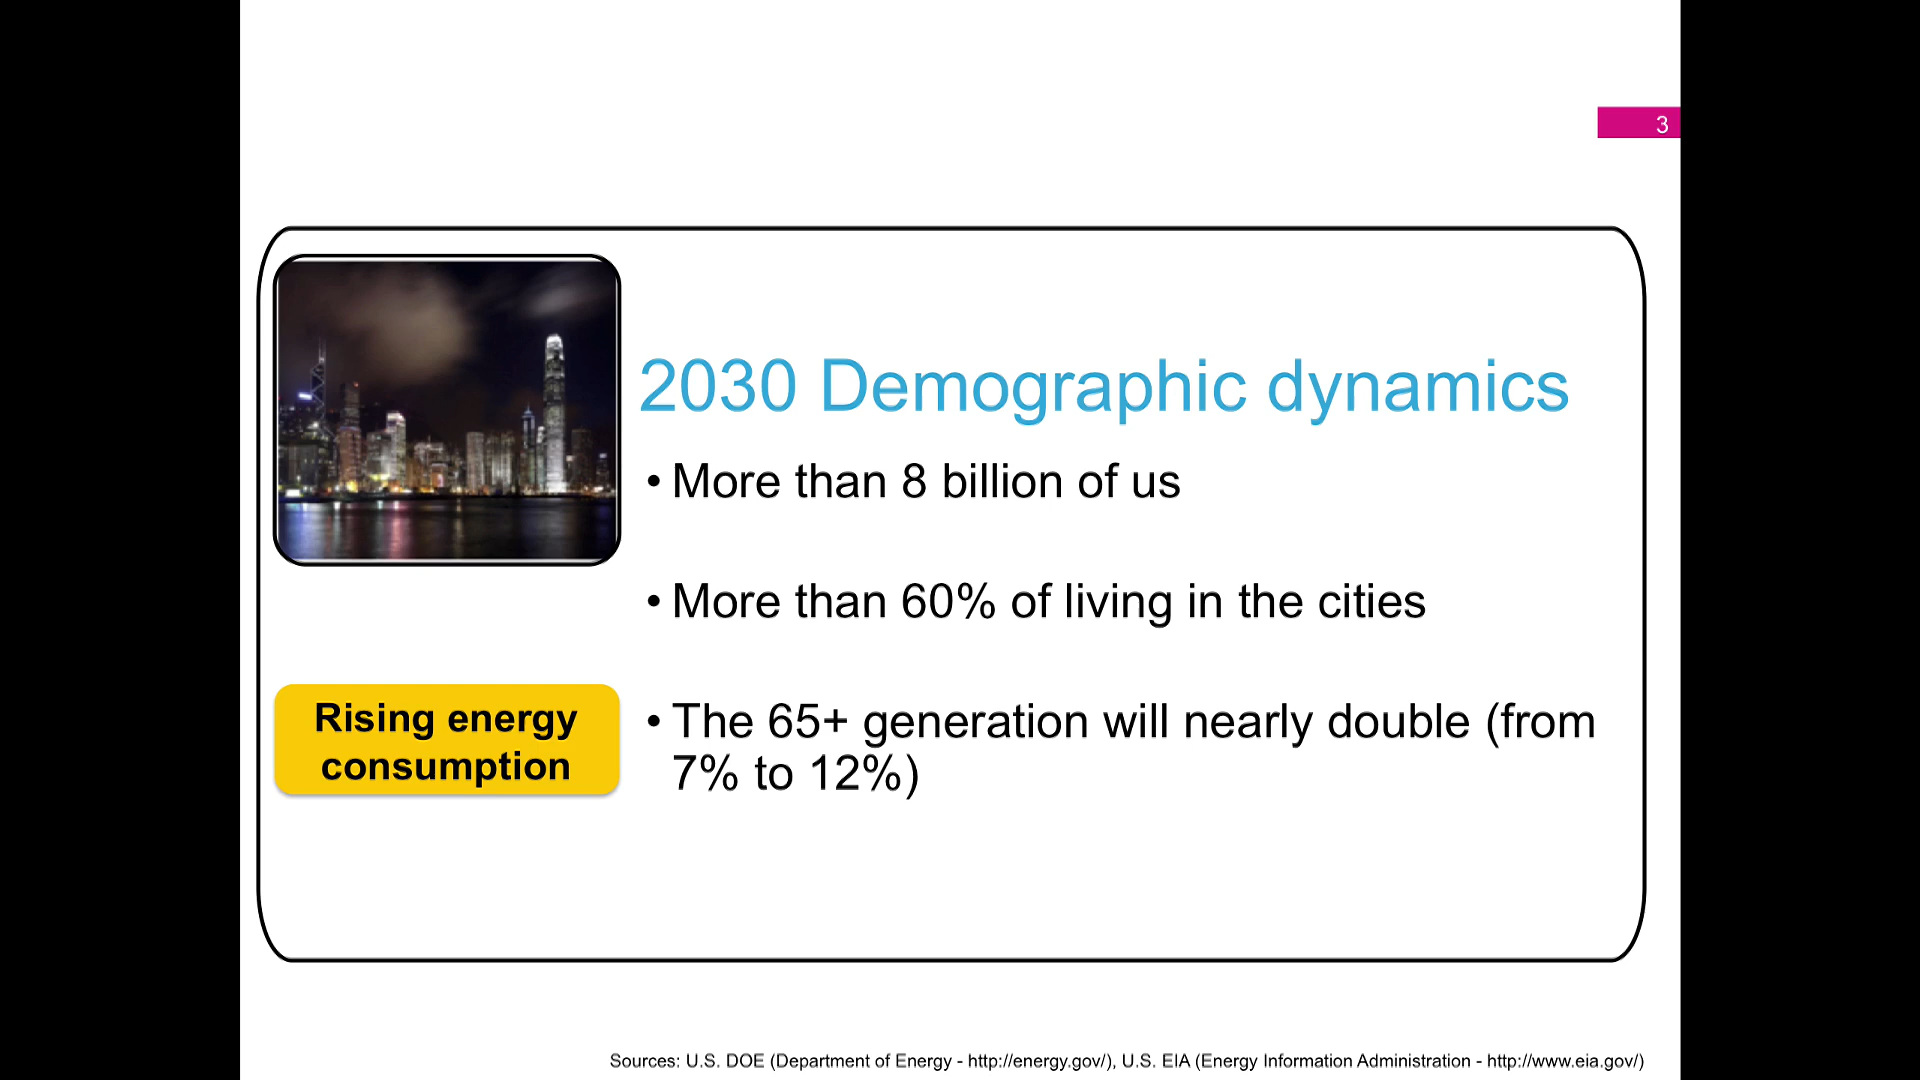 3
2030 Demographic dynamics
• More than 8 billion of us
• More than 60% of living in the cities
Rising energy
consumption
• The 65+ generation will nearly double (from
7% to 12%)
Sources: U.S. DOE (Department of Energy - http://energy.gov/), U.S. EIA (Energy Information Administration - http://www.eia.gov/)